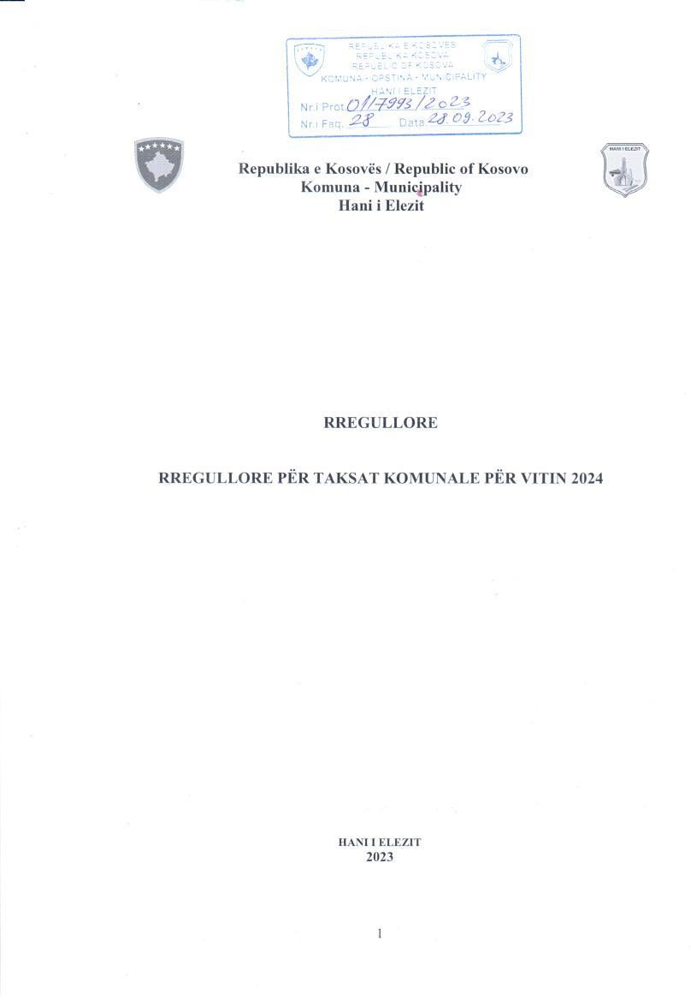 REPUBLIKA E KOSOVËS
REPUBLIKA KOSOVA
REPUBLIC OF KOSOVA
KOMUNA - OPSTINA - MUNICIPALITY
HANI I ELEZIT
Nr.i Prot. 01/7993/2023
Nr.i Faq. 28 Data 28.09.2023
HANI I ELEZIT
Republika e Kosovës / Republic of Kosovo
Komuna - Municipality
Hani i Elezit
RREGULLORE
RREGULLORE PËR TAKSAT KOMUNALE PËR VITIN 2024
HANI I ELEZIT
2023
1